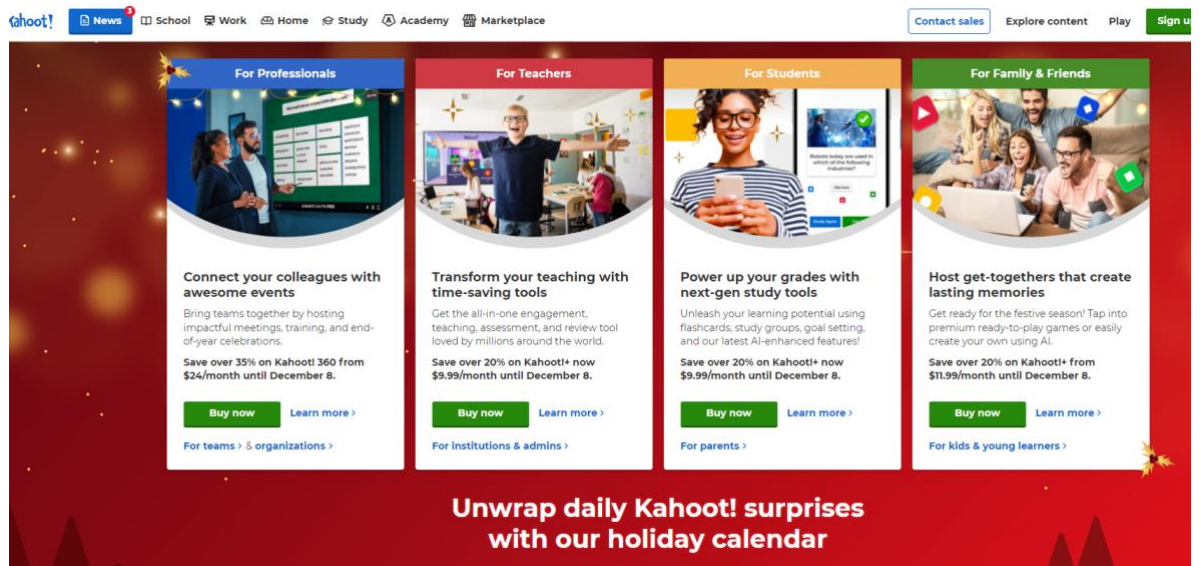 Kahoot!
News
3
School
Work
Home
Study
Academy
Marketplace
Contact sales
Explore content
Play
Sign u
For Professionals
Connect your colleagues with
awesome events
Bring teams together by hosting
impactful meetings, training, and end-
of-year celebrations.
Save over 35% on Kahoot! 360 from
$24/month until December 8.
Buy now
Learn more >
For teams > & organizations >
For Teachers
Transform your teaching with
time-saving tools
Get the all-in-one engagement,
teaching, assessment, and review tool
loved by millions around the world.
Save over 20% on Kahoot!+ now
$9.99/month until December 8.
Buy now
Learn more >
For institutions & admins >
For Students
Robots today are used in
which of the following
industries?
Power up your grades with
next-gen study tools
Unleash your learning potential using
flashcards, study groups, goal setting,
and our latest AI-enhanced features!
Save over 20% on Kahoot!+ now
$9.99/month until December 8.
Buy now
Learn more >
For parents >
For Family & Friends
Host get-togethers that create
lasting memories
Get ready for the festive season! Tap into
premium ready-to-play games or easily
create your own using AI.
Save over 20% on Kahoot!+ from
$11.99/month until December 8.
Buy now
Learn more >
For kids & young learners >
Unwrap daily Kahoot! surprises
with our holiday calendar